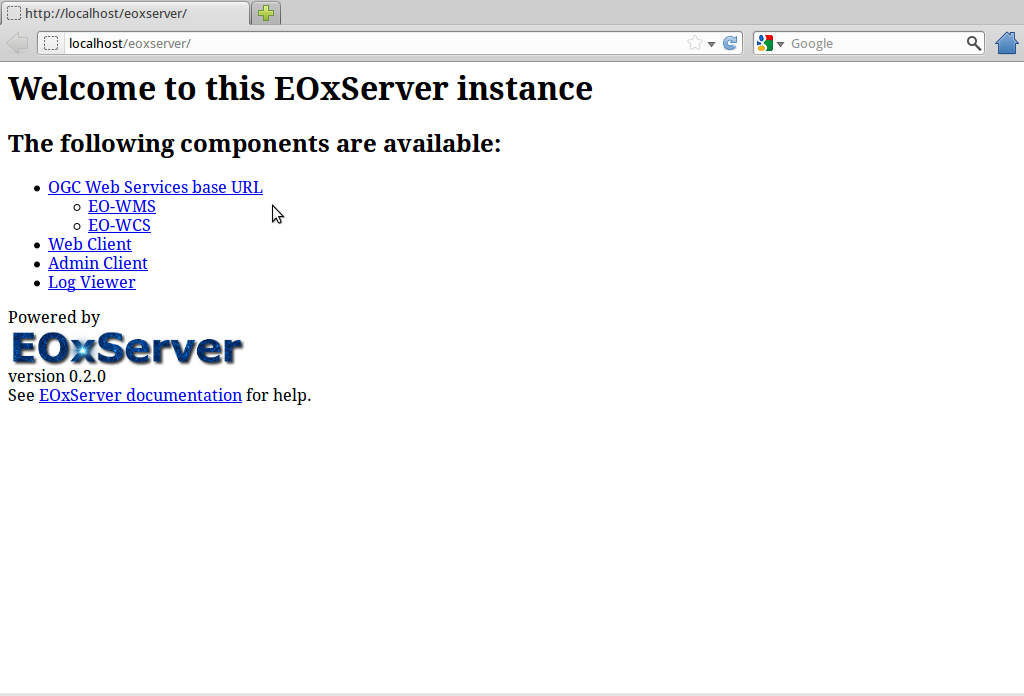 http://localhost/eoxserver/
localhost/eoxserver/
Google
Welcome to this EOxServer instance
The following components are available:
OGC Web Services base URL
EO-WMS
EO-WCS
Web Client
Admin Client
Log Viewer
Powered by
EOxServer
version 0.2.0
See EOxServer documentation for help.